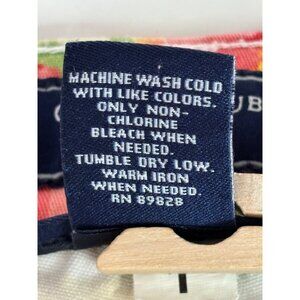 MACHINE WASH COLD
WITH LIKE COLORS.
ONLY NON-
CHLORINE
BLEACH WHEN
NEEDED.
TUMBLE DRY LOW.
WARM IRON
WHEN NEEDED.
RN 89828